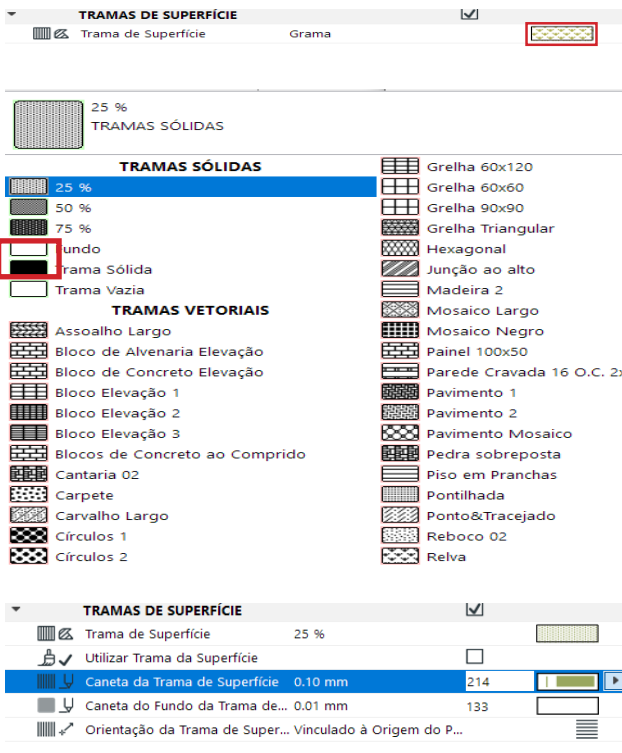 TRAMAS DE SUPERFÍCIE
Trama de Superfície Grama
25 %
TRAMAS SÓLIDAS
TRAMAS SÓLIDAS
25 %
50 %
75 %
Fundo
Trama Sólida
Trama Vazia
TRAMAS VETORIAIS
Assoalho Largo
Bloco de Alvenaria Elevação
Bloco de Concreto Elevação
Bloco Elevação 1
Bloco Elevação 2
Bloco Elevação 3
Blocos de Concreto ao Comprido
Cantaria 02
Carpete
Carvalho Largo
Círculos 1
Círculos 2
Grelha 60x120
Grelha 60x60
Grelha 90x90
Grelha Triangular
Hexagonal
Junção ao alto
Madeira 2
Mosaico Largo
Mosaico Negro
Painel 100x50
Parede Cravada 16 O.C. 2x
Pavimento 1
Pavimento 2
Pavimento Mosaico
Pedra sobreposta
Piso em Pranchas
Pontilhada
Ponto&Tracejado
Reboco 02
Relva
TRAMAS DE SUPERFÍCIE
Trama de Superfície 25 %
Utilizar Trama da Superfície
Caneta da Trama de Superfície 0.10 mm 214
Caneta do Fundo da Trama de... 0.01 mm 133
Orientação da Trama de Super... Vinculado à Origem do P...